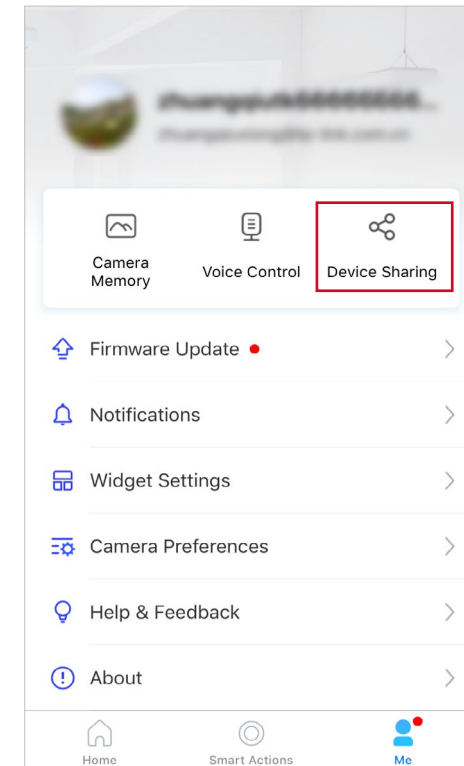 Camera
Memory
Voice Control
Device Sharing
Firmware Update
Notifications
Widget Settings
Camera Preferences
Help & Feedback
About
Home
Smart Actions
Me